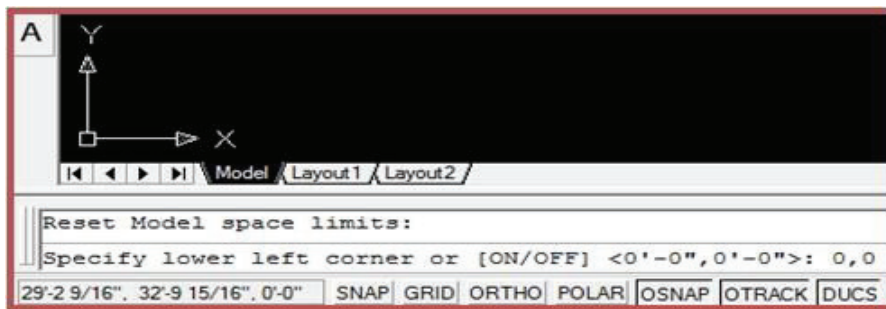 A
Y
X
Model Layout1 Layout2
Reset Model space limits:
Specify lower left corner or [ON/OFF] <0'-0",0'-0">: 0,0
29'-2 9/16", 32'-9 15/16", 0'-0" SNAP GRID ORTHO POLAR OSNAP OTRACK DUCS